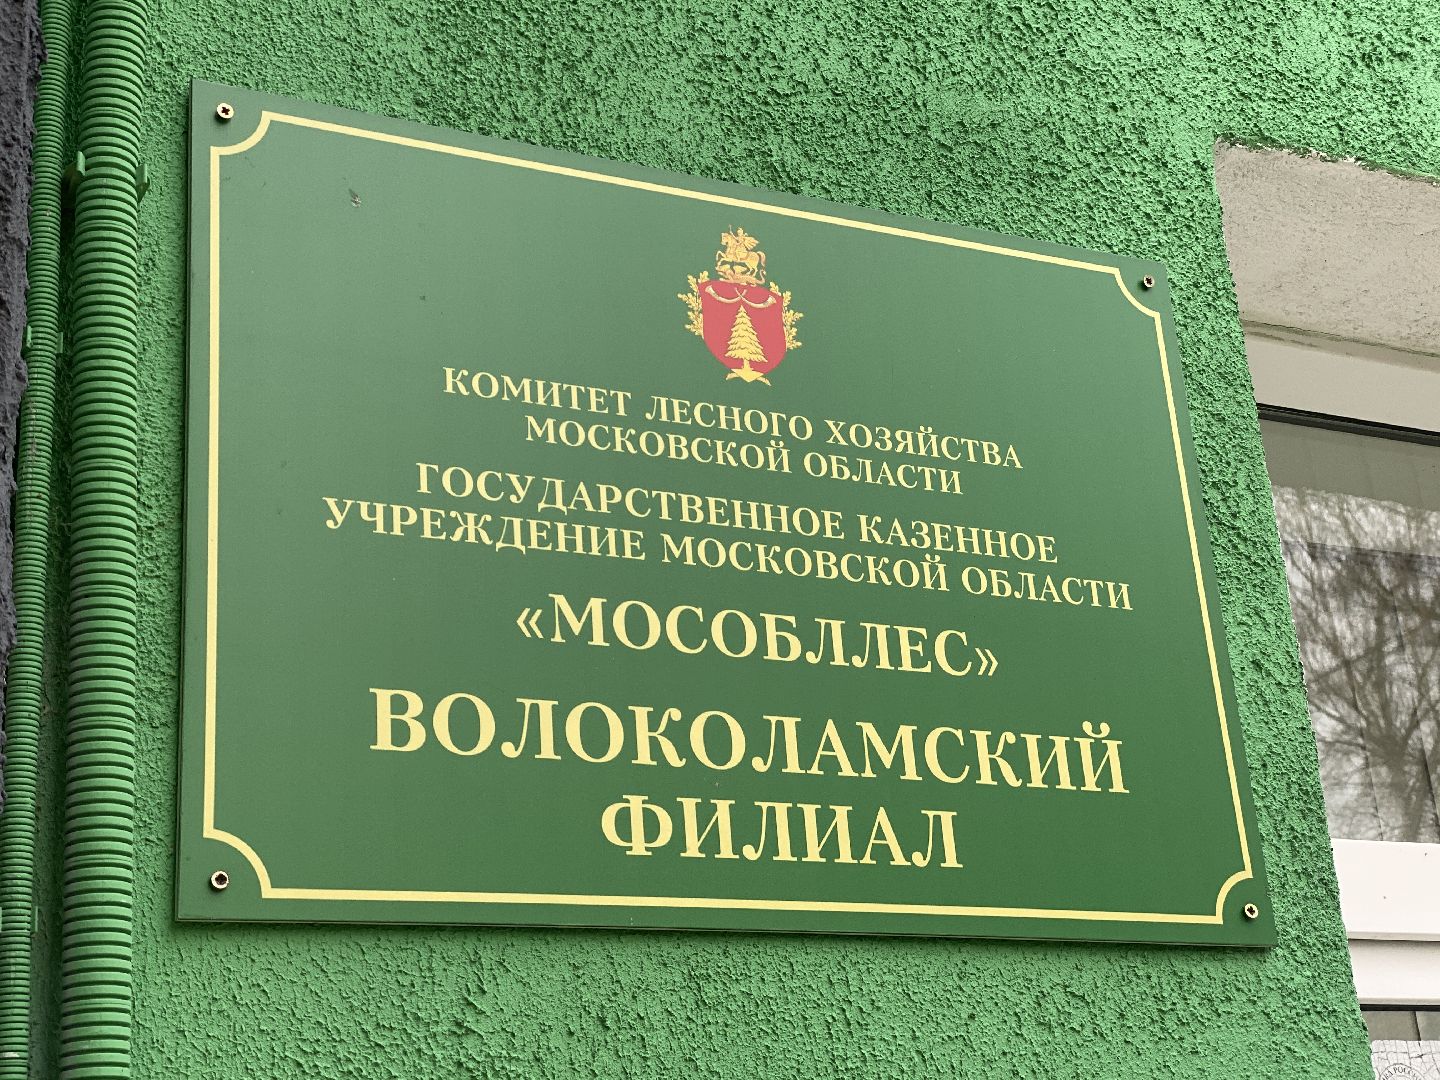 КОМИТЕТ ЛЕСНОГО ХОЗЯЙСТВА
МОСКОВСКОЙ ОБЛАСТИ
ГОСУДАРСТВЕННОЕ КАЗЕННОЕ
УЧРЕЖДЕНИЕ МОСКОВСКОЙ ОБЛАСТИ
«МОСОБЛЛЕС»
ВОЛОКОЛАМСКИЙ
ФИЛИАЛ